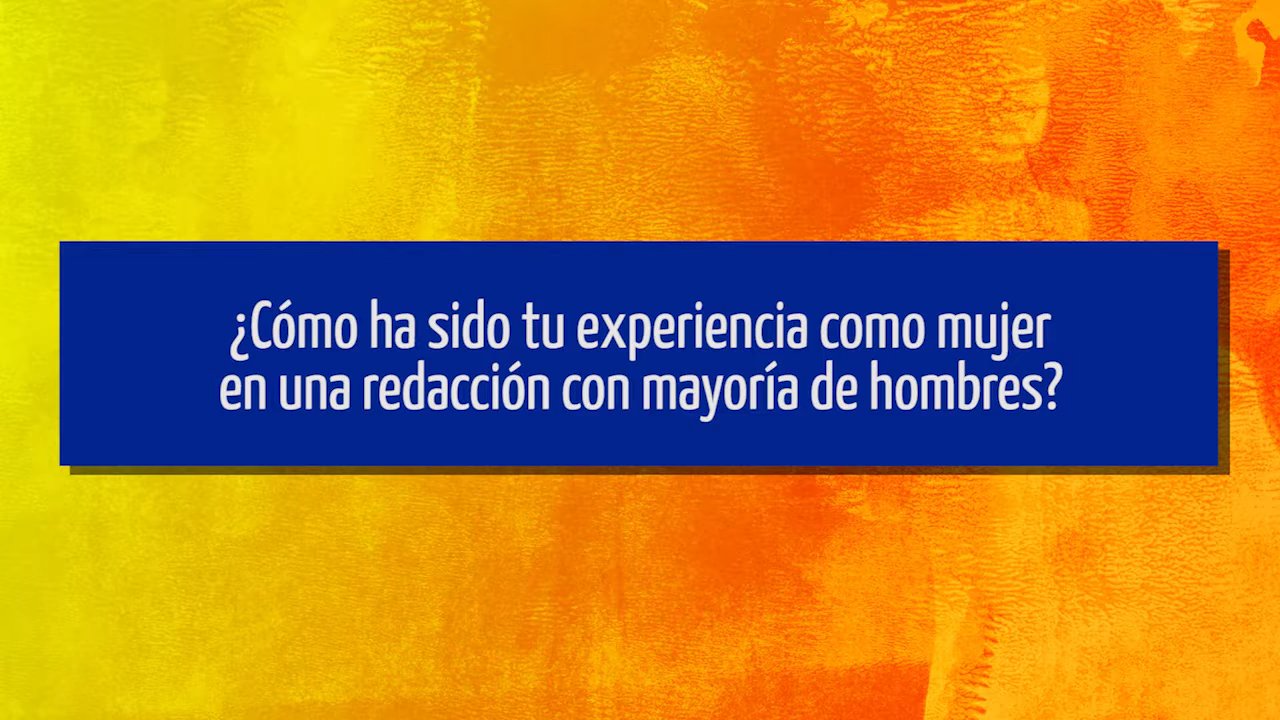 ¿Cómo ha sido tu experiencia como mujer
en una redacción con mayoría de hombres?